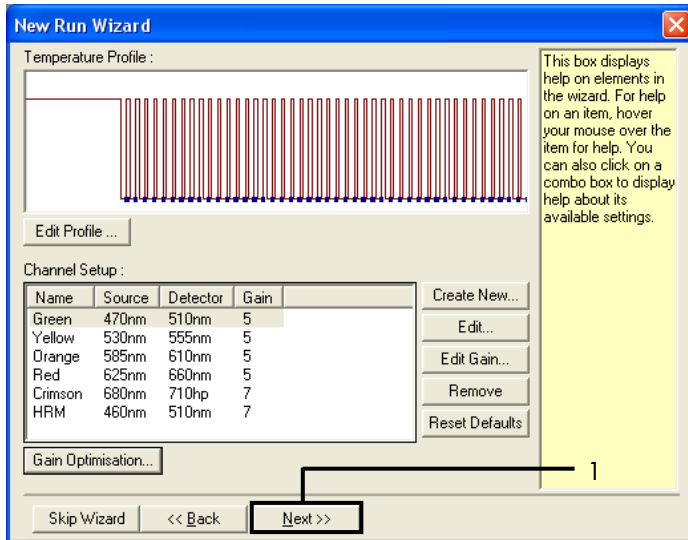 New Run Wizard
Temperature Profile :
Edit Profile ...
Channel Setup :
Name Source Detector Gain
Green 470nm 510nm 5
Yellow 530nm 555nm 5
Orange 585nm 610nm 5
Red 625nm 660nm 5
Crimson 680nm 710hp 7
HRM 460nm 510nm 7
Create New...
Edit...
Edit Gain...
Remove
Reset Defaults
Gain Optimisation...
This box displays
help on elements in
the wizard. For help
on an item, hover
your mouse over the
item for help. You
can also click on a
combo box to display
help about its
available settings.
1
Skip Wizard
<< Back
Next >>